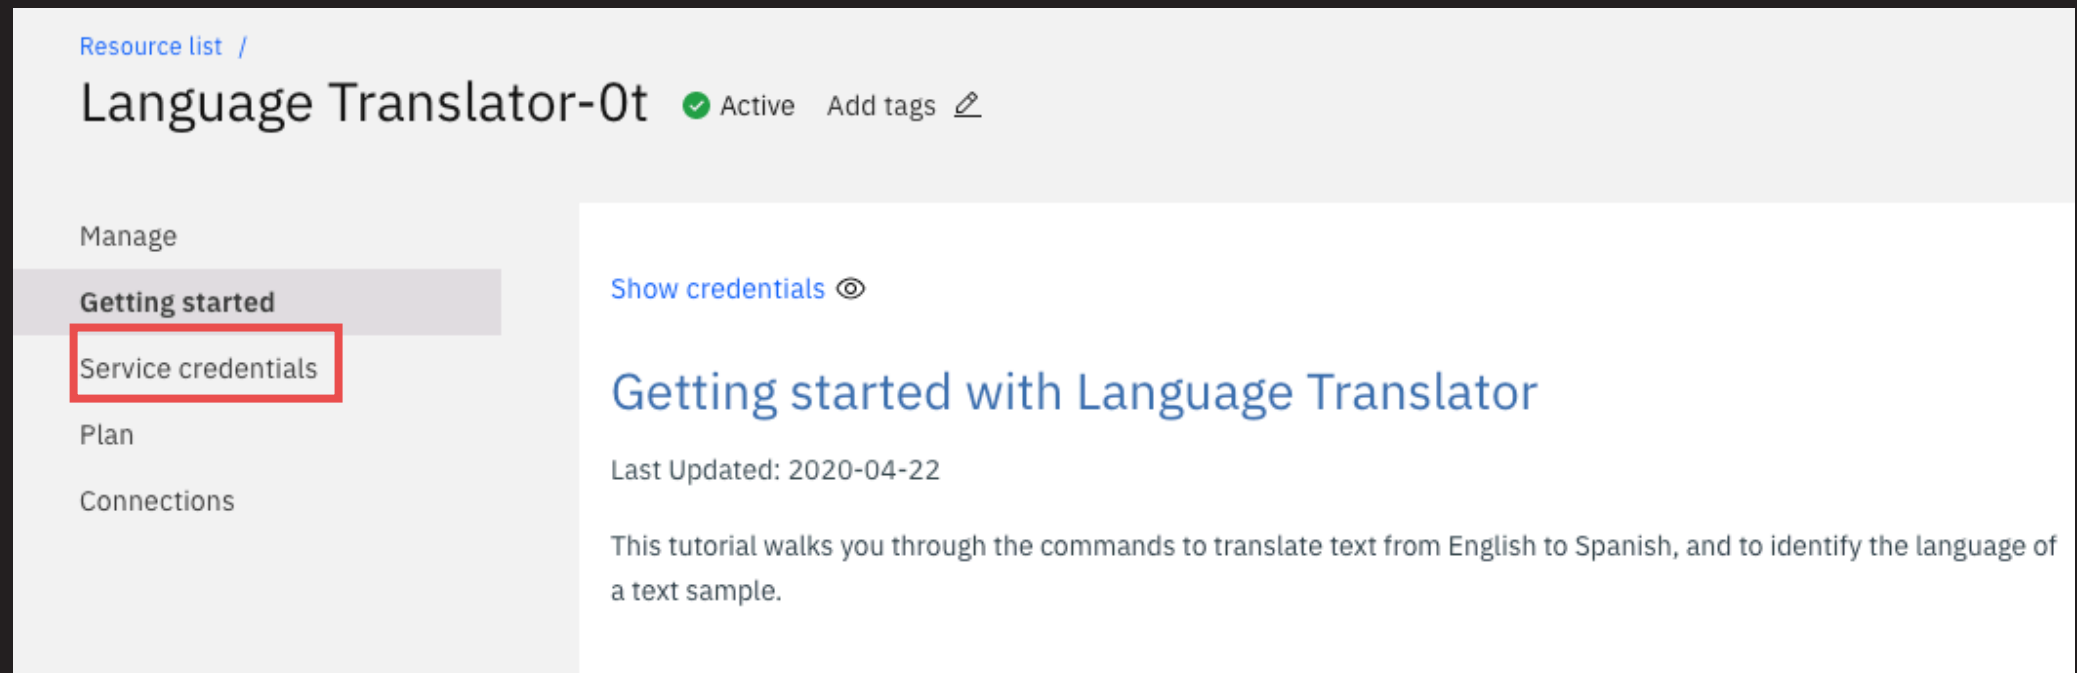 Resource list /
Language Translator-0t Active Add tags
Manage
Getting started
Service credentials
Plan
Connections
Show credentials
Getting started with Language Translator
Last Updated: 2020-04-22
This tutorial walks you through the commands to translate text from English to Spanish, and to identify the language of
a text sample.